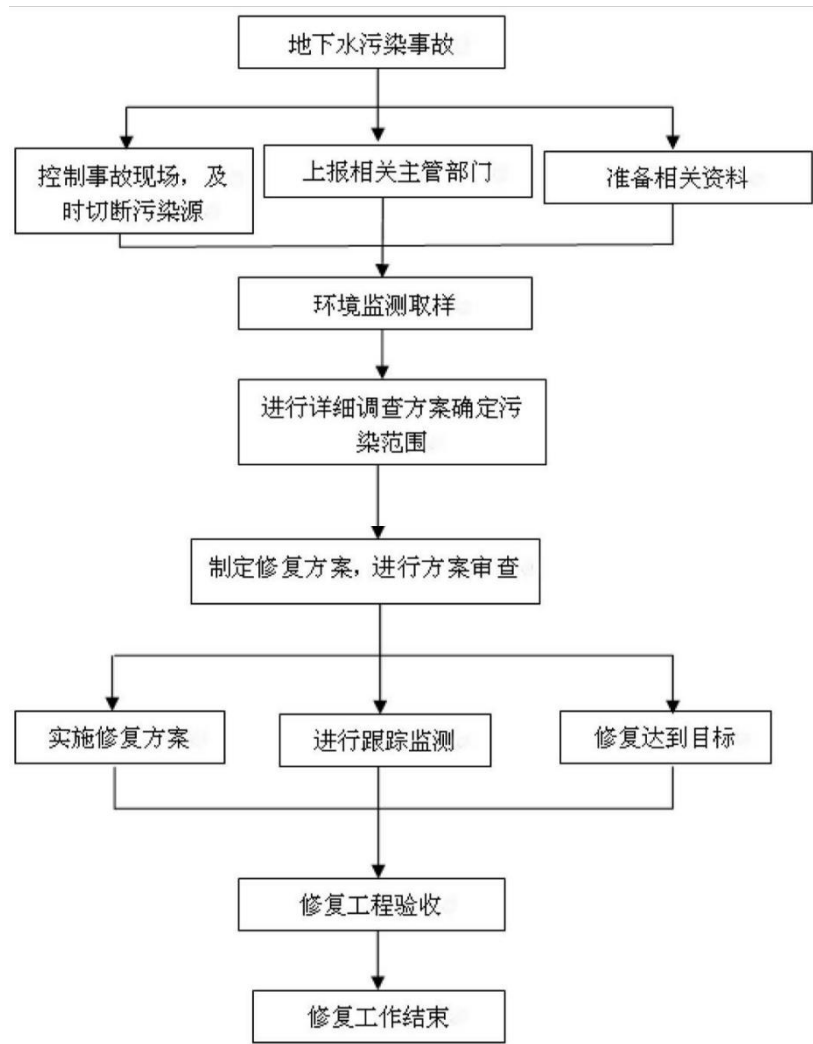 地下水污染事故
控制事故现场，及
时切断污染源
上报相关主管部门
准备相关资料
环境监测取样
进行详细调查方案确定污
染范围
制定修复方案，进行方案审查
实施修复方案
进行跟踪监测
修复达到目标
修复工程验收
修复工作结束